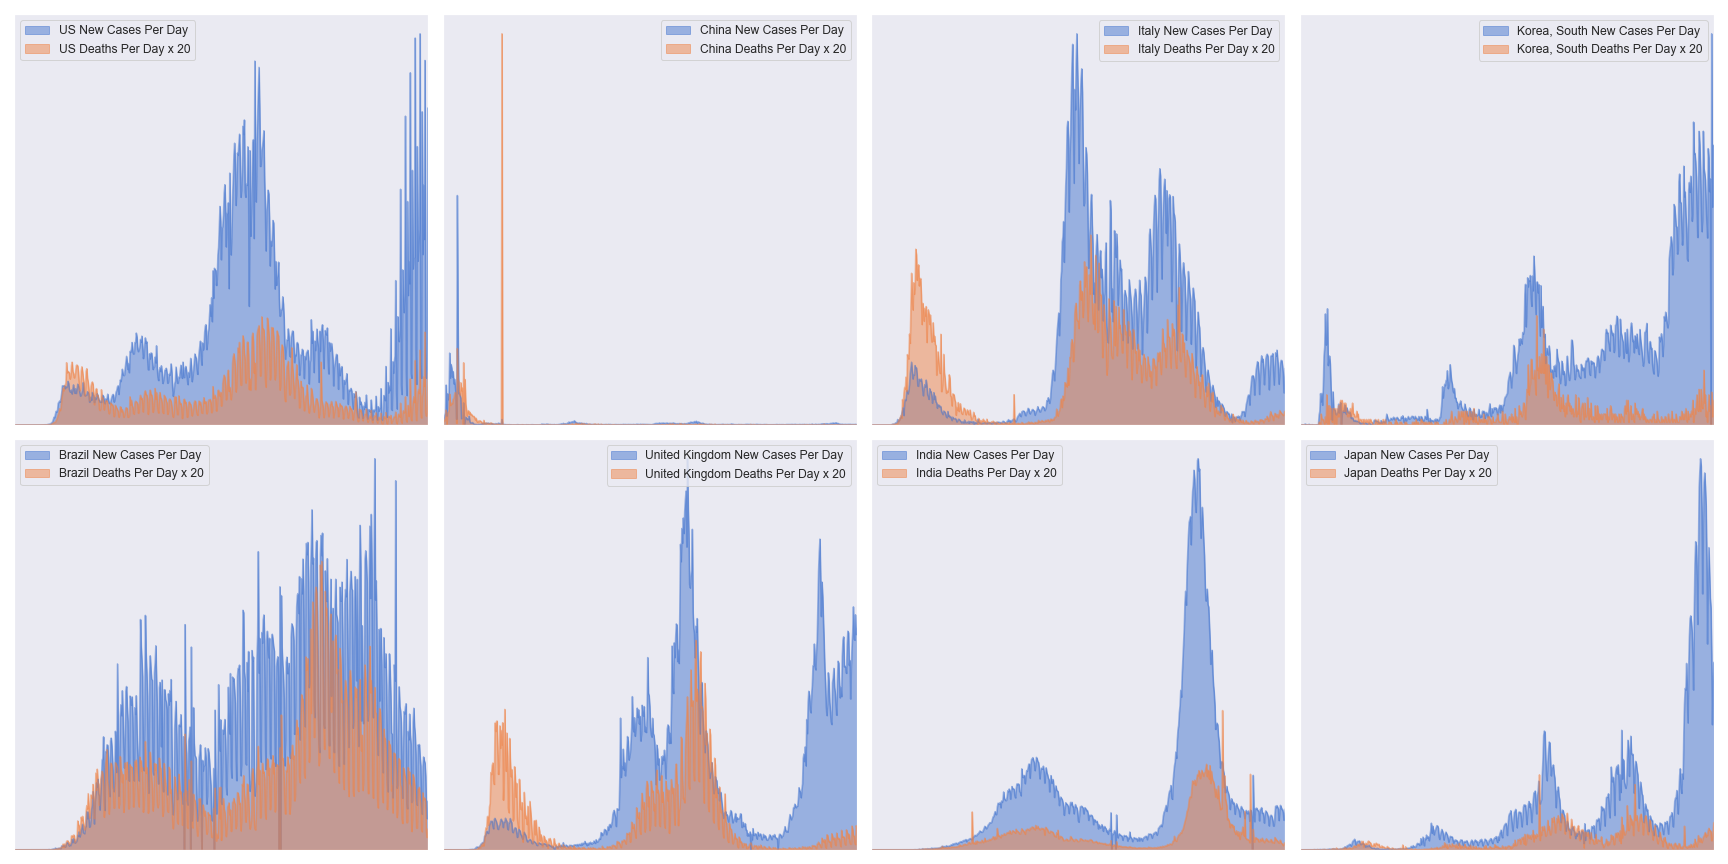 US New Cases Per Day
US Deaths Per Day x 20
China New Cases Per Day
China Deaths Per Day x 20
Italy New Cases Per Day
Italy Deaths Per Day x 20
Korea, South New Cases Per Day
Korea, South Deaths Per Day x 20
Brazil New Cases Per Day
Brazil Deaths Per Day x 20
United Kingdom New Cases Per Day
United Kingdom Deaths Per Day x 20
India New Cases Per Day
India Deaths Per Day x 20
Japan New Cases Per Day
Japan Deaths Per Day x 20